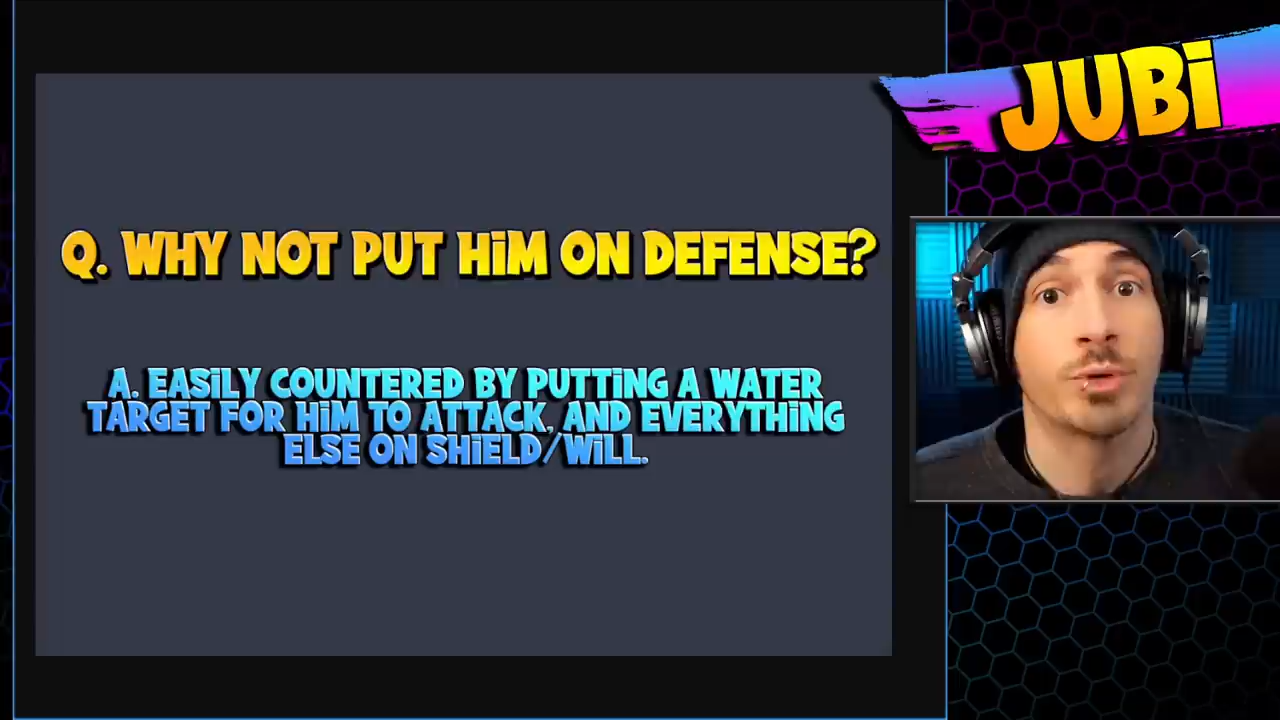 JUBI
Q. WHY NOT PUT HIM ON DEFENSE?
A. EASILY COUNTERED BY PUTTING A WATER
TARGET FOR HIM TO ATTACK, AND EVERYTHING
ELSE ON SHIELD/WILL.